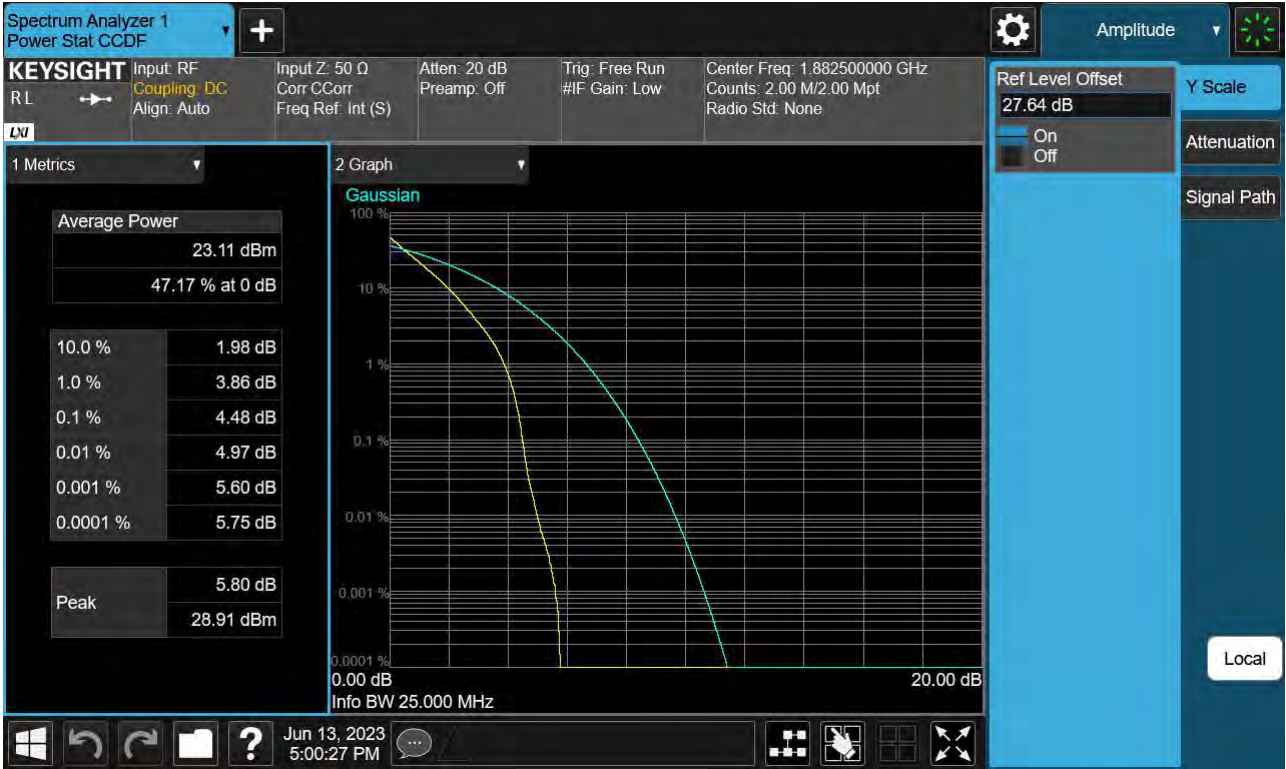 Spectrum Analyzer 1
Power Stat CCDF
+
Amplitude
KEYSIGHT
R L
LXI
Input: RF
Coupling: DC
Align: Auto
Input Z: 50 Ω
Corr CCorr
Freq Ref: Int (S)
Atten: 20 dB
Preamp: Off
Trig: Free Run
#IF Gain: Low
Center Freq: 1.882500000 GHz
Counts: 2.00 M/2.00 Mpt
Radio Std: None
Ref Level Offset
27.64 dB
On
Off
Y Scale
Attenuation
Signal Path
Local
1 Metrics
Average Power
23.11 dBm
47.17 % at 0 dB
10.0 % 1.98 dB
1.0 % 3.86 dB
0.1 % 4.48 dB
0.01 % 4.97 dB
0.001 % 5.60 dB
0.0001 % 5.75 dB
Peak
5.80 dB
28.91 dBm
2 Graph
Gaussian
100 %
10 %
1 %
0.1 %
0.01 %
0.001 %
0.0001 %
0.00 dB 20.00 dB
Info BW 25.000 MHz
?
Jun 13, 2023
5:00:27 PM